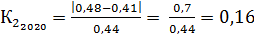 К₂₂₀₂₀ = |0,48−0,41| / 0,44 = 0,7 / 0,44 = 0,16